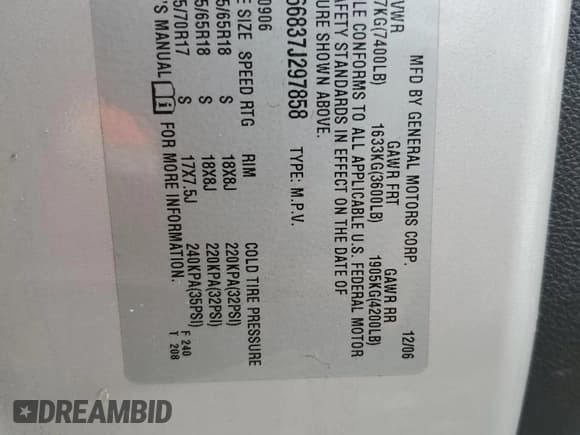 MFD BY GENERAL MOTORS CORP. 12/06
GVWR GAWR FRT GAWR RR
7KG(7400LB) 1633KG(3600LB) 1905KG(4200LB)
LE CONFORMS TO ALL APPLICABLE U.S. FEDERAL MOTOR
AFETY STANDARDS IN EFFECT ON THE DATE OF
TURE SHOWN ABOVE.
66837J297858 TYPE: M.P.V.
0906
E SIZE SPEED RTG RIM COLD TIRE PRESSURE
5/65R18 S 18X8J 220KPA(32PSI)
5/65R18 S 18X8J 220KPA(32PSI)
5/70R17 S 17X7.5J 240KPA(35PSI)
'S MANUAL i FOR MORE INFORMATION.
F 240
T 208
DREAMBID